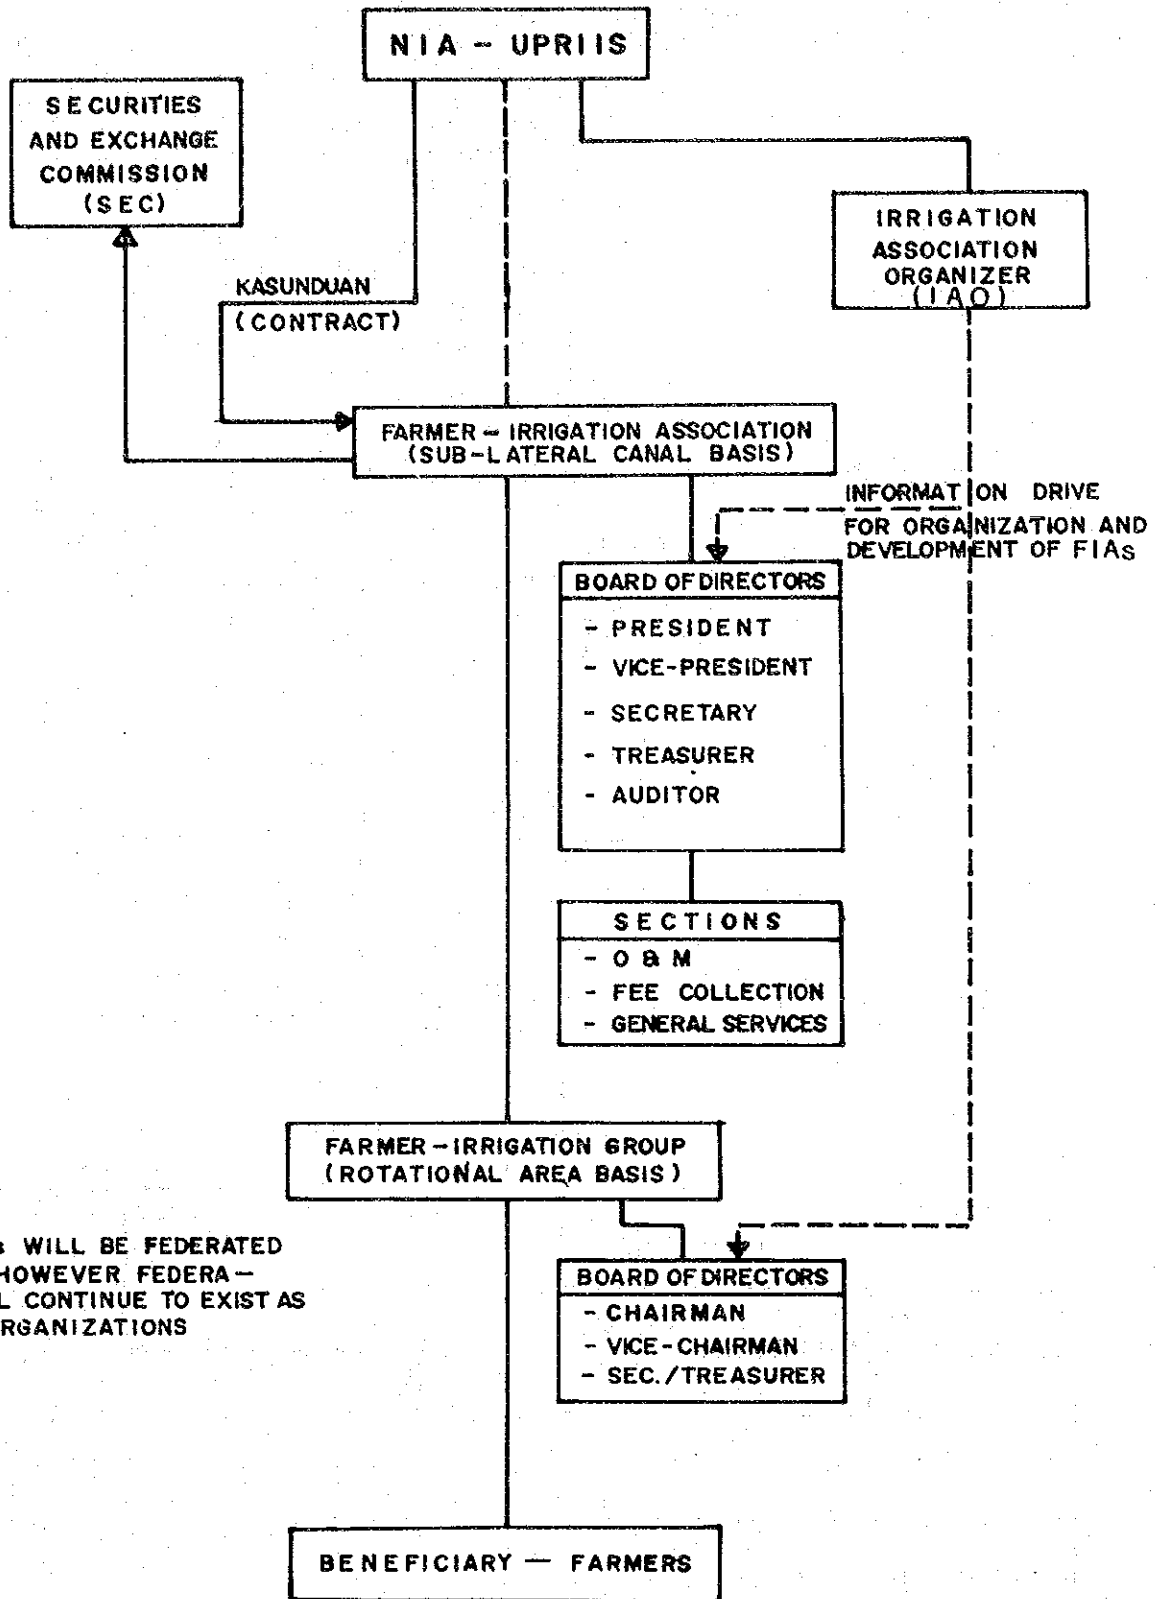 NIA - UPRIIS
SECURITIES
AND EXCHANGE
COMMISSION
(SEC)
IRRIGATION
ASSOCIATION
ORGANIZER
(IAO)
KASUNDUAN
(CONTRACT)
FARMER - IRRIGATION ASSOCIATION
(SUB-LATERAL CANAL BASIS)
INFORMATION DRIVE
FOR ORGANIZATION AND
DEVELOPMENT OF FIAs
BOARD OF DIRECTORS
- PRESIDENT
- VICE-PRESIDENT
- SECRETARY
- TREASURER
- AUDITOR
SECTIONS
- O & M
- FEE COLLECTION
- GENERAL SERVICES
FARMER - IRRIGATION GROUP
(ROTATIONAL AREA BASIS)
WILL BE FEDERATED
HOWEVER FEDERA-
CONTINUE TO EXIST AS
RGANIZATIONS
BOARD OF DIRECTORS
- CHAIRMAN
- VICE-CHAIRMAN
- SEC./TREASURER
BENEFICIARY — FARMERS